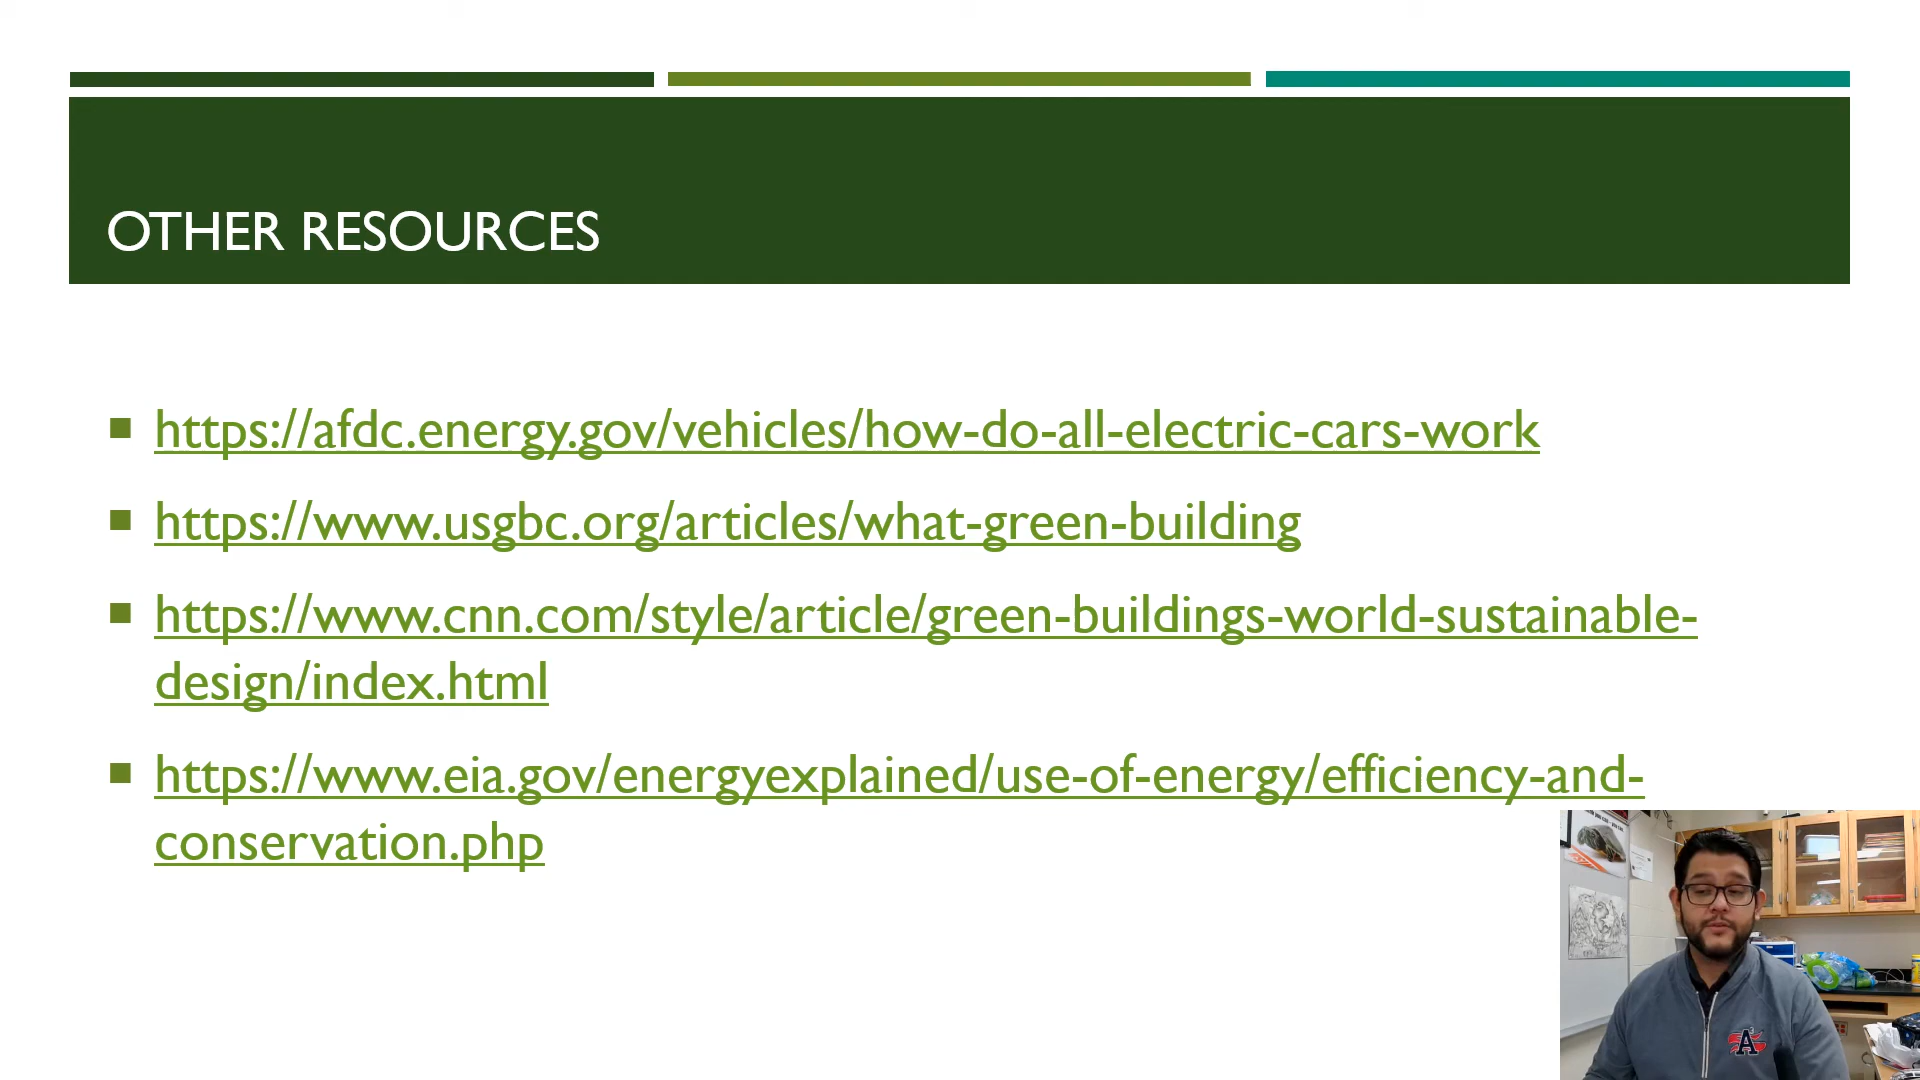 OTHER RESOURCES
https://afdc.energy.gov/vehicles/how-do-all-electric-cars-work
https://www.usgbc.org/articles/what-green-building
https://www.cnn.com/style/article/green-buildings-world-sustainable-
design/index.html
https://www.eia.gov/energyexplained/use-of-energy/efficiency-and-
conservation.php
A